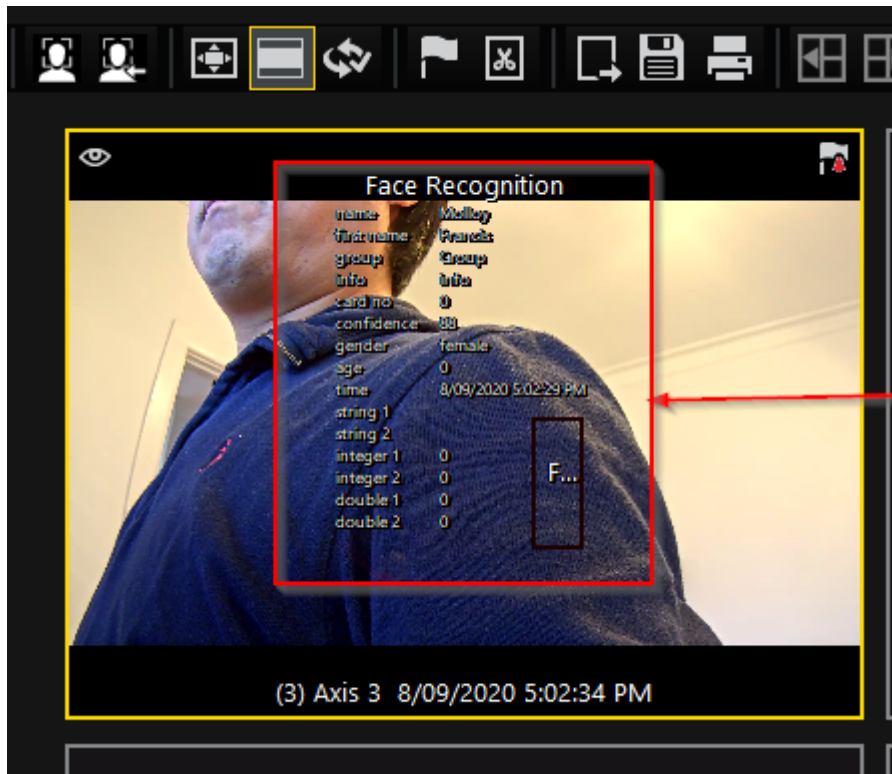 Face Recognition
name Molloy
first name Francis
group Group
info info
card no 0
confidence 88
gender female
age 0
time 8/09/2020 5:02:29 PM
string 1
string 2
integer 1 0
integer 2 0
F...
double 1 0
double 2 0
(3) Axis 3 8/09/2020 5:02:34 PM